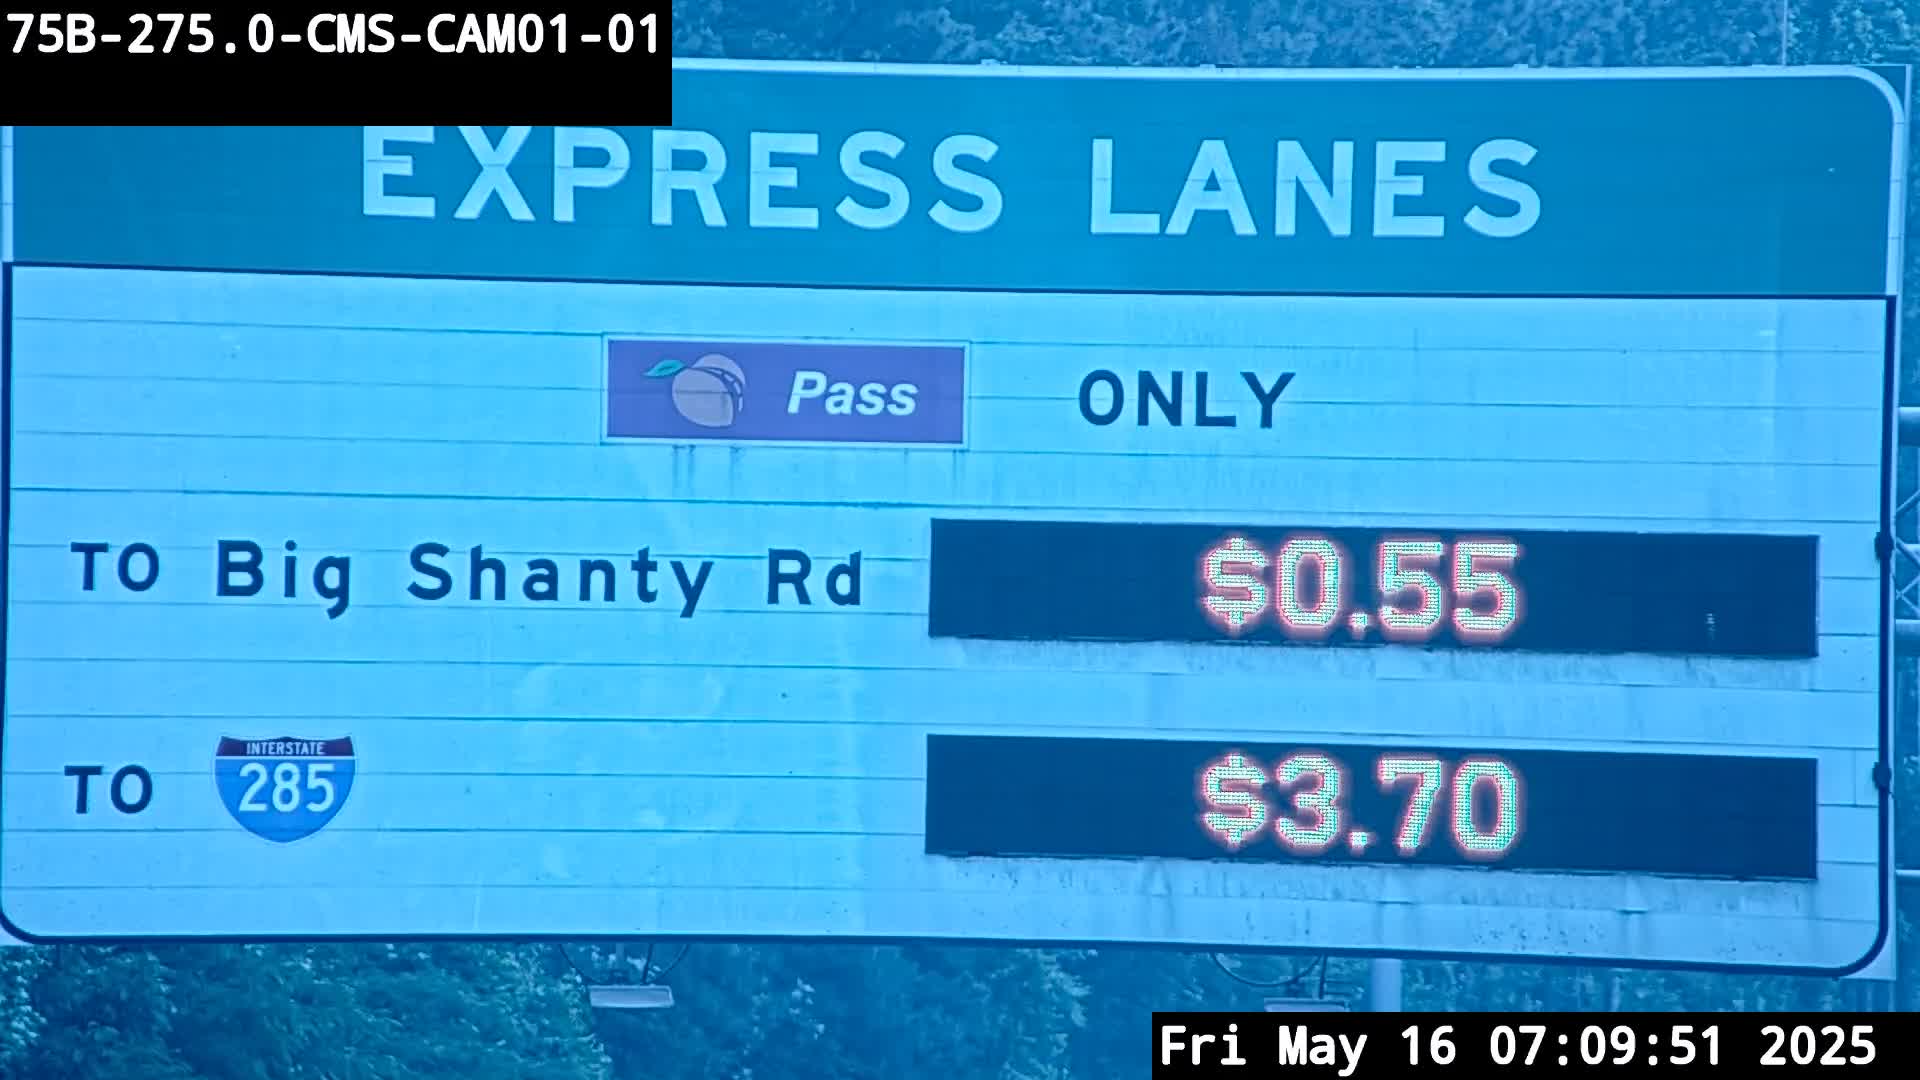 75B-275.0-CMS-CAM01-01
EXPRESS LANES
Pass ONLY
TO Big Shanty Rd $0.55
TO INTERSTATE 285 $3.70
Fri May 16 07:09:51 2025